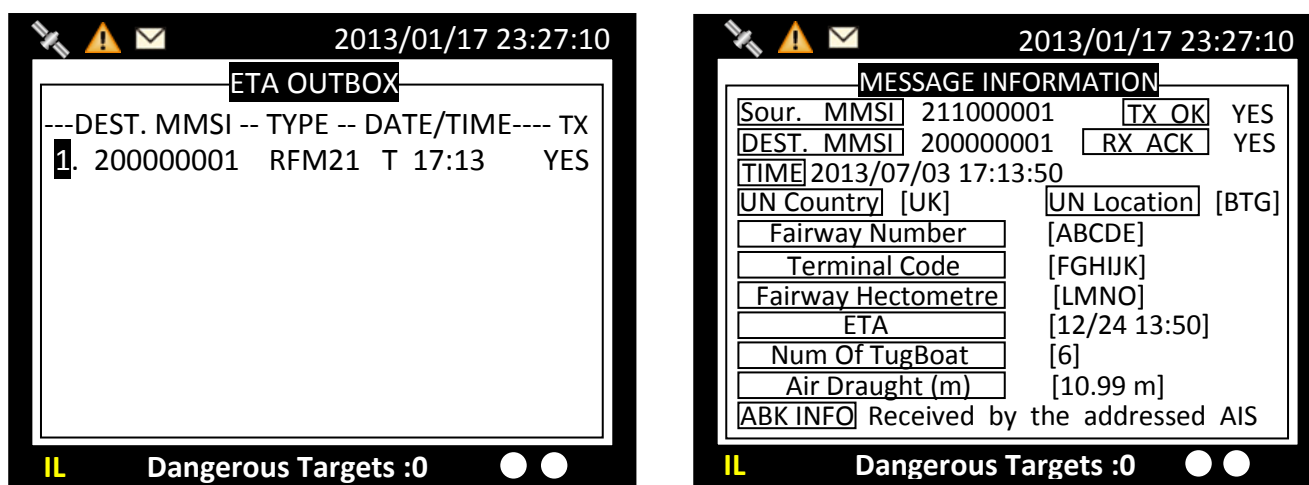 2013/01/17 23:27:10
ETA OUTBOX
---DEST. MMSI -- TYPE -- DATE/TIME---- TX
1. 200000001 RFM21 T 17:13 YES
IL Dangerous Targets :0
2013/01/17 23:27:10
MESSAGE INFORMATION
Sour. MMSI 211000001 TX OK YES
DEST. MMSI 200000001 RX ACK YES
TIME 2013/07/03 17:13:50
UN Country [UK] UN Location [BTG]
Fairway Number [ABCDE]
Terminal Code [FGHIJK]
Fairway Hectometre [LMNO]
ETA [12/24 13:50]
Num Of TugBoat [6]
Air Draught (m) [10.99 m]
ABK INFO Received by the addressed AIS
IL Dangerous Targets :0